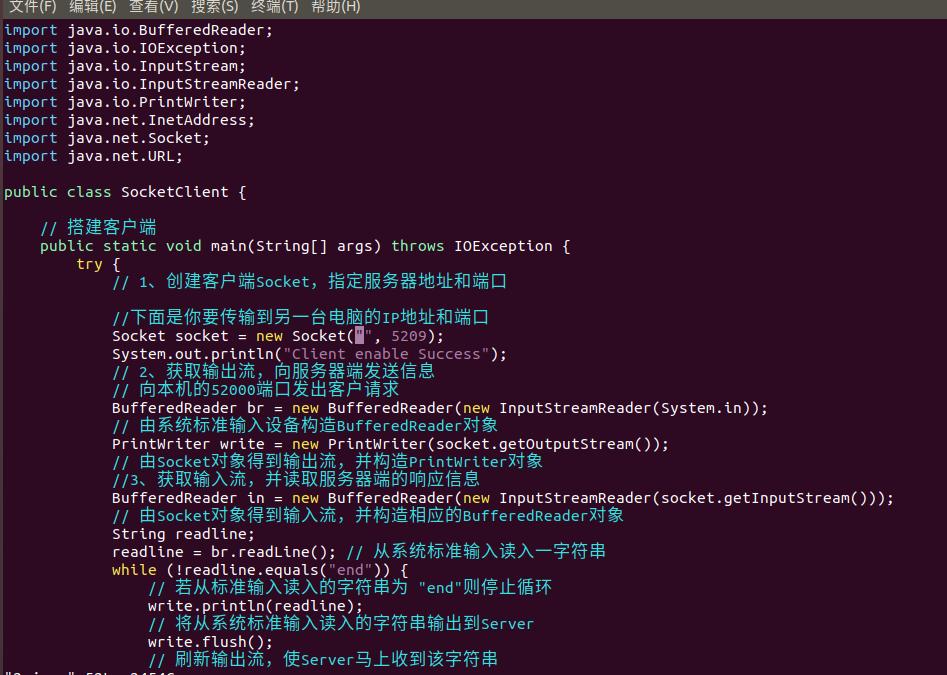 文件(F) 编辑(E) 查看(V) 搜索(S) 终端(T) 帮助(H)
import java.io.BufferedReader;
import java.io.IOException;
import java.io.InputStream;
import java.io.InputStreamReader;
import java.io.PrintWriter;
import java.net.InetAddress;
import java.net.Socket;
import java.net.URL;
public class SocketClient {
// 搭建客户端
public static void main(String[] args) throws IOException {
try {
// 1、创建客户端Socket，指定服务器地址和端口
//下面是你要传输到另一台电脑的IP地址和端口
Socket socket = new Socket("", 5209);
System.out.println("Client enable Success");
// 2、获取输出流，向服务器端发送信息
// 向本机的52000端口发出客户请求
BufferedReader br = new BufferedReader(new InputStreamReader(System.in));
// 由系统标准输入设备构造BufferedReader对象
PrintWriter write = new PrintWriter(socket.getOutputStream());
// 由Socket对象得到输出流，并构造PrintWriter对象
//3、获取输入流，并读取服务器端的响应信息
BufferedReader in = new BufferedReader(new InputStreamReader(socket.getInputStream()));
// 由Socket对象得到输入流，并构造相应的BufferedReader对象
String readline;
readline = br.readLine(); // 从系统标准输入读入一字符串
while (!readline.equals("end")) {
// 若从标准输入读入的字符串为 "end"则停止循环
write.println(readline);
// 将从系统标准输入读入的字符串输出到Server
write.flush();
// 刷新输出流，使Server马上收到该字符串